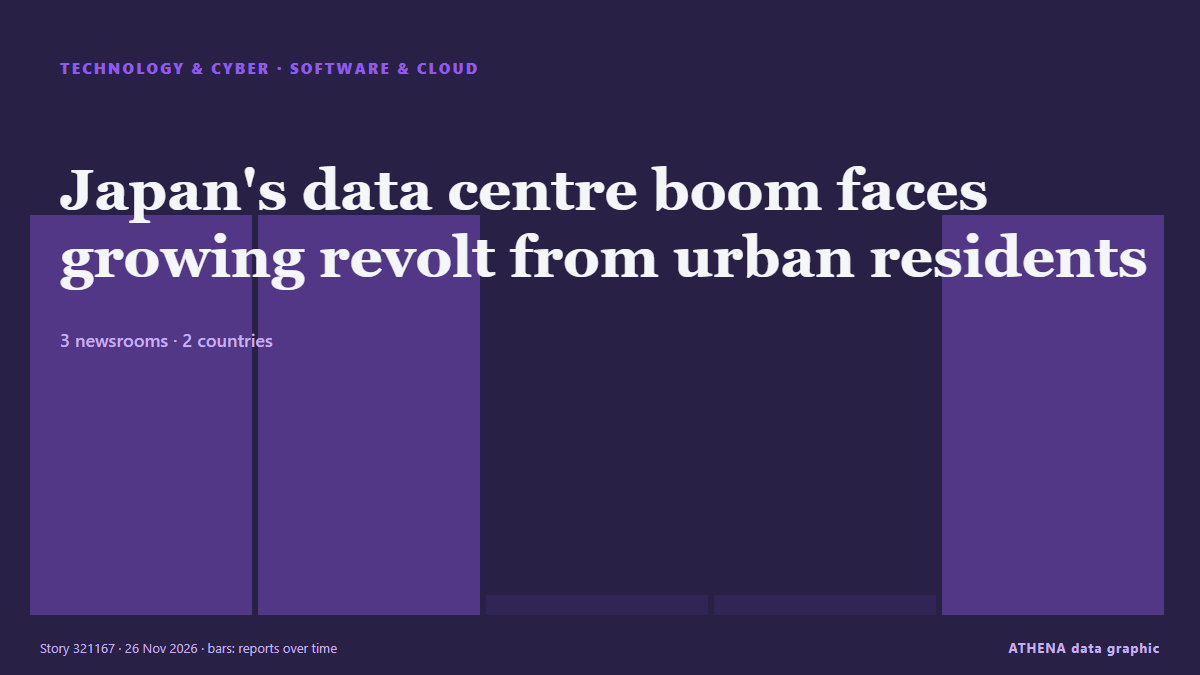 TECHNOLOGY & CYBER · SOFTWARE & CLOUD
Japan's data centre boom faces
growing revolt from urban residents
3 newsrooms · 2 countries
Story 321167 · 26 Nov 2026 · bars: reports over time
ATHENA data graphic